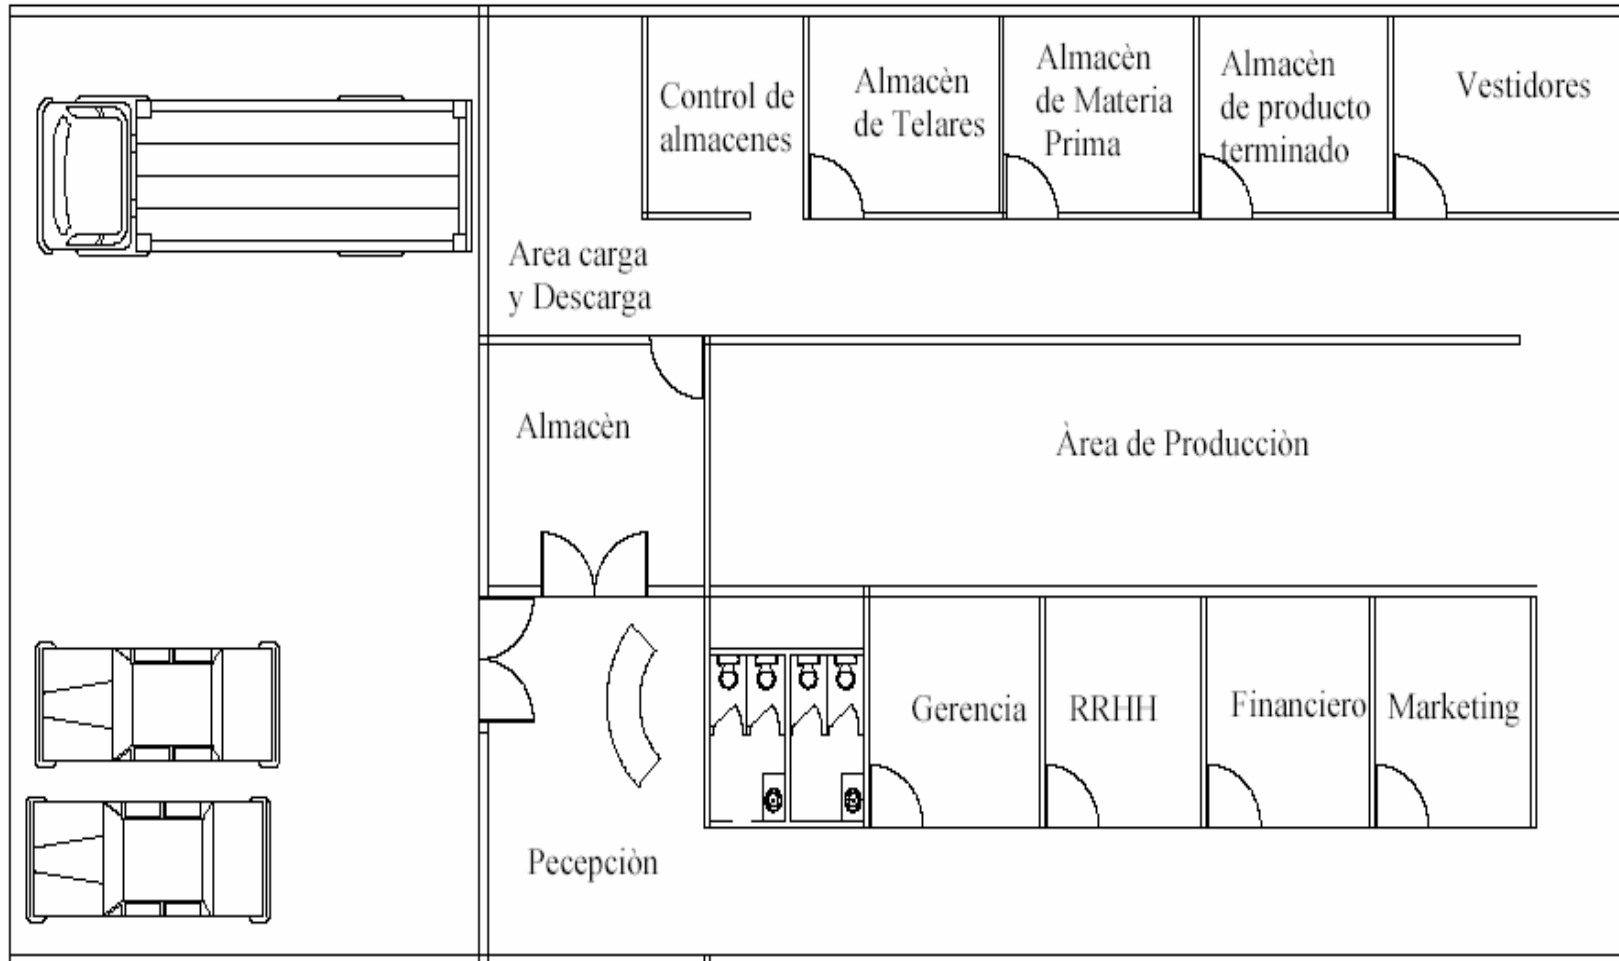 Control de
almacenes
Almacèn
de Telares
Almacèn
de Materia
Prima
Almacèn
de producto
terminado
Vestidores
Area carga
y Descarga
Almacèn
Àrea de Producciòn
Gerencia
RRHH
Financiero
Marketing
Pecepciòn